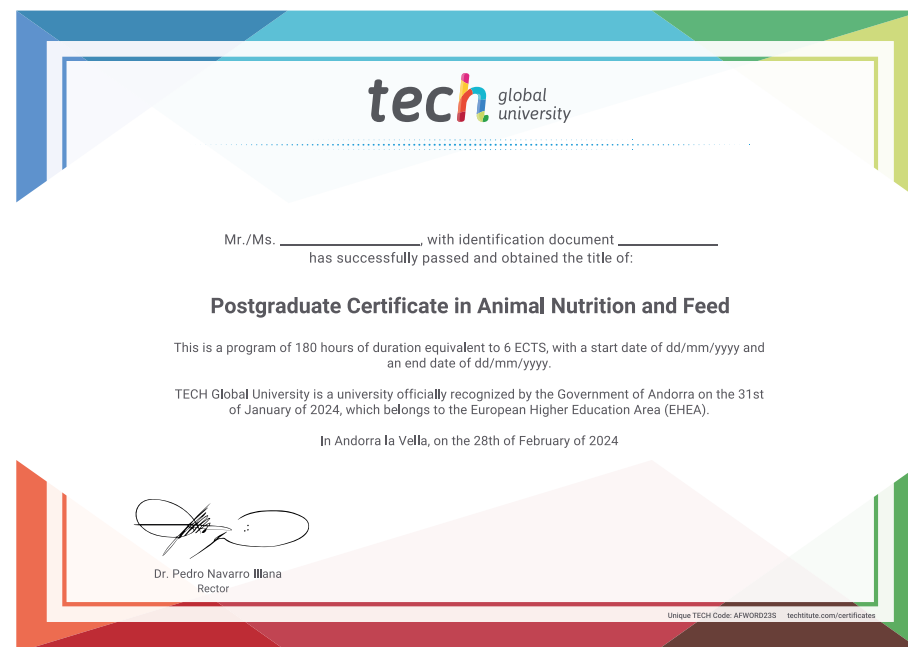 tech global university
Mr./Ms. ____________________, with identification document ______________
has successfully passed and obtained the title of:
Postgraduate Certificate in Animal Nutrition and Feed
This is a program of 180 hours of duration equivalent to 6 ECTS, with a start date of dd/mm/yyyy and
an end date of dd/mm/yyyy.
TECH Global University is a university officially recognized by the Government of Andorra on the 31st
of January of 2024, which belongs to the European Higher Education Area (EHEA).
In Andorra la Vella, on the 28th of February of 2024
Dr. Pedro Navarro Illana
Rector
Unique TECH Code: AFWORD23S techtitute.com/certificates